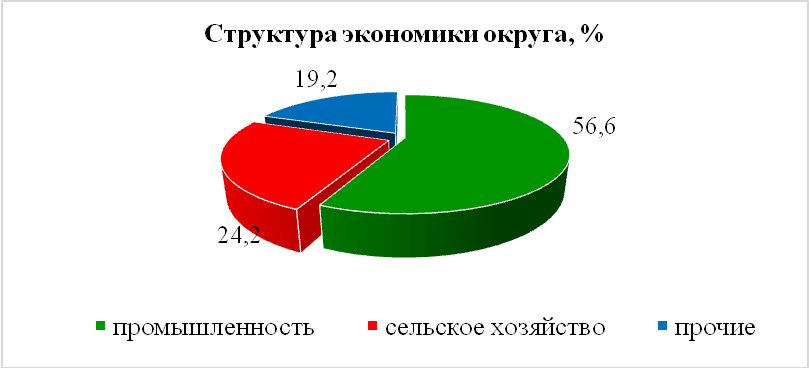 Структура экономики округа, %
19,2
56,6
24,2
промышленность сельское хозяйство прочие